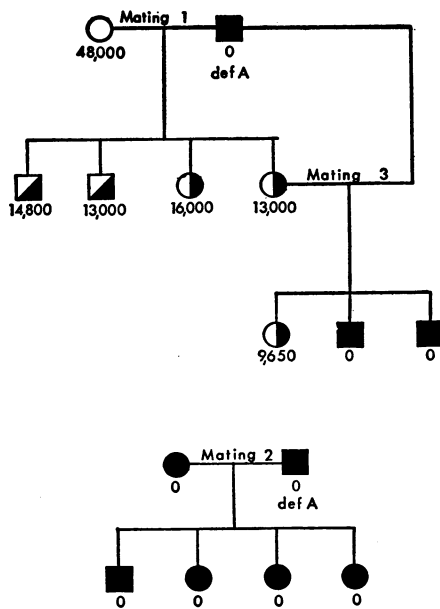 Mating 1
48,000
0
def A
Mating 3
14,800 13,000 16,000 13,000
9,650 0 0
Mating 2
0 0
def A
0 0 0 0